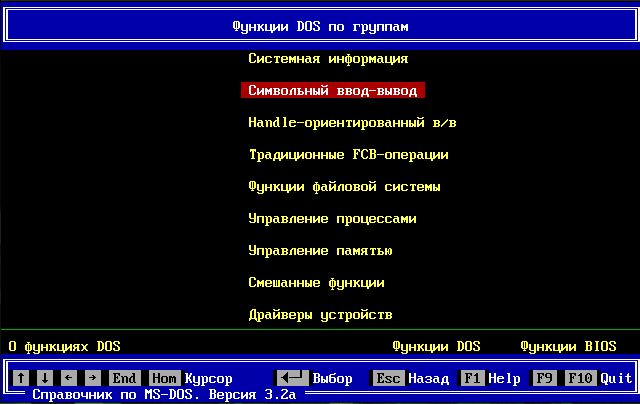 Функции DOS по группам
Системная информация
Символьный ввод-вывод
Handle-ориентированный в/в
Традиционные FCB-операции
Функции файловой системы
Управление процессами
Управление памятью
Смешанные функции
Драйверы устройств
О функциях DOS Функции DOS Функции BIOS
↑ ↓ ← → End Hom Курсор ◄─┘ Выбор Esc Назад F1 Help F9 F10 Quit
Справочник по MS-DOS. Версия 3.2a